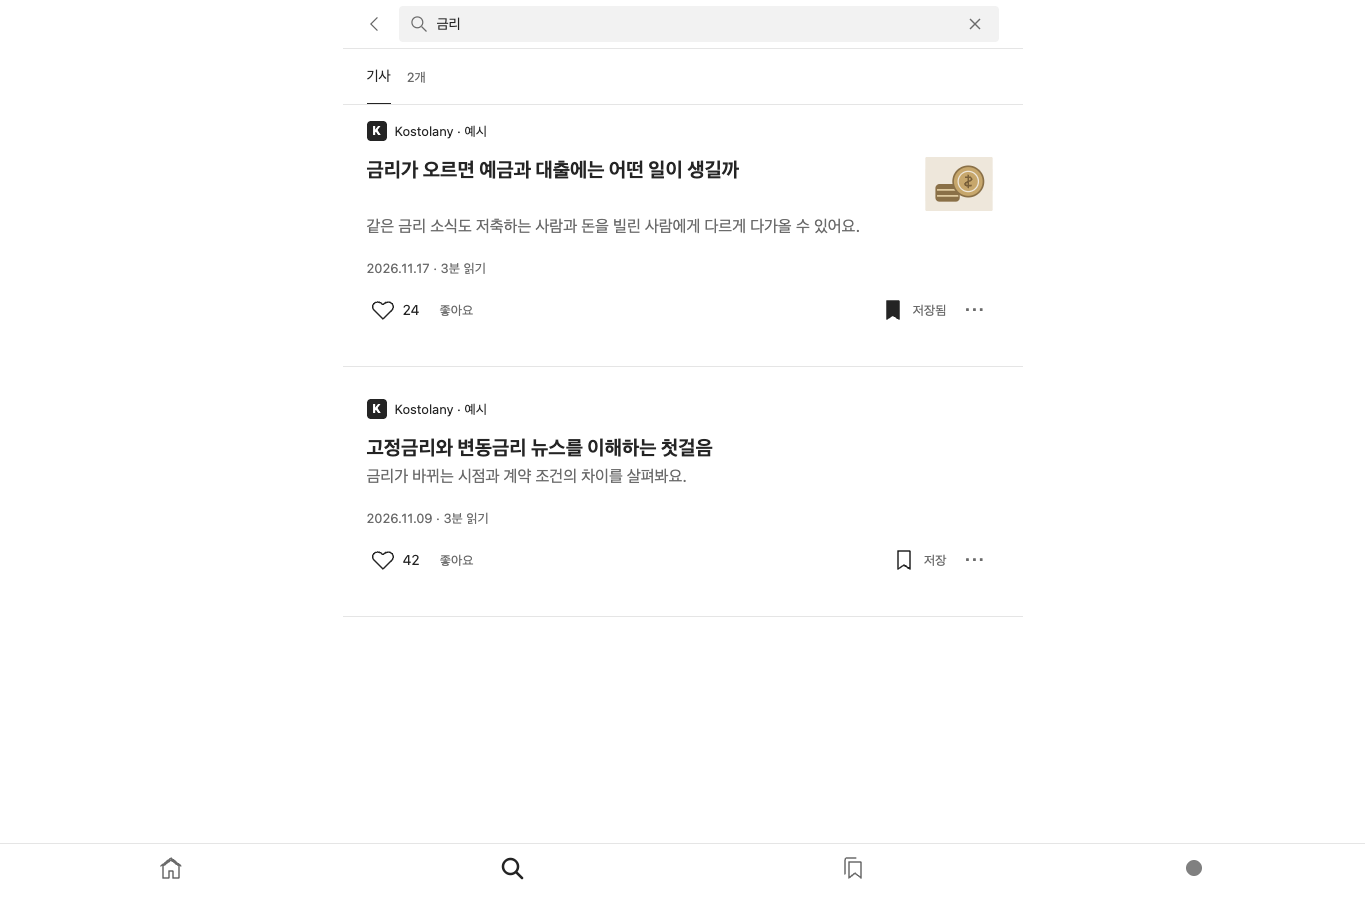 금리
기사 2개
K Kostolany · 예시
금리가 오르면 예금과 대출에는 어떤 일이 생길까
같은 금리 소식도 저축하는 사람과 돈을 빌린 사람에게 다르게 다가올 수 있어요.
2026.11.17 · 3분 읽기
24 좋아요 저장됨
K Kostolany · 예시
고정금리와 변동금리 뉴스를 이해하는 첫걸음
금리가 바뀌는 시점과 계약 조건의 차이를 살펴봐요.
2026.11.09 · 3분 읽기
42 좋아요 저장